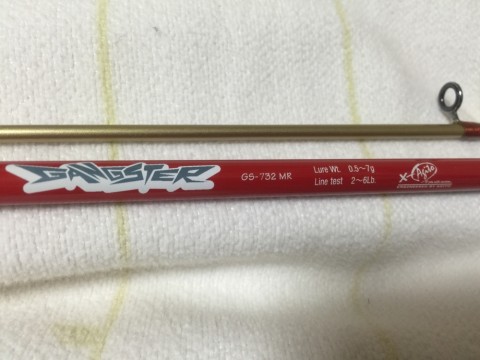 GANGSTER
GS-732 MR
Lure Wt. 0.5~7g
Line test 2~6Lb.
X-